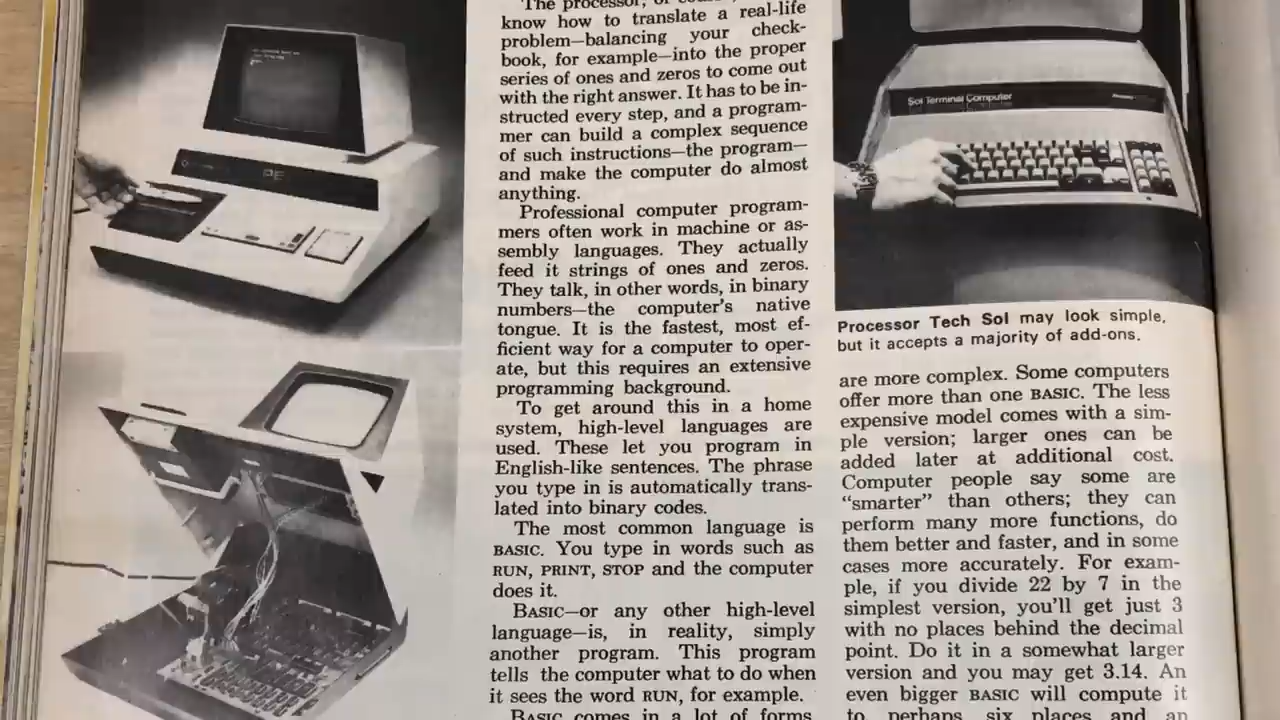 The processor, or
know how to translate a real-life
problem—balancing your check-
book, for example—into the proper
series of ones and zeros to come out
with the right answer. It has to be in-
structed every step, and a program-
mer can build a complex sequence
of such instructions—the program—
and make the computer do almost
anything.
Professional computer program-
mers often work in machine or as-
sembly languages. They actually
feed it strings of ones and zeros.
They talk, in other words, in binary
numbers—the computer's native
tongue. It is the fastest, most ef-
ficient way for a computer to oper-
ate, but this requires an extensive
programming background.
To get around this in a home
system, high-level languages are
used. These let you program in
English-like sentences. The phrase
you type in is automatically trans-
lated into binary codes.
The most common language is
BASIC. You type in words such as
RUN, PRINT, STOP and the computer
does it.
BASIC—or any other high-level
language—is, in reality, simply
another program. This program
tells the computer what to do when
it sees the word RUN, for example.
BASIC comes in a lot of forms
Sol Terminal Computer
Processor Tech Sol may look simple,
but it accepts a majority of add-ons.
are more complex. Some computers
offer more than one BASIC. The less
expensive model comes with a sim-
ple version; larger ones can be
added later at additional cost.
Computer people say some are
“smarter” than others; they can
perform many more functions, do
them better and faster, and in some
cases more accurately. For exam-
ple, if you divide 22 by 7 in the
simplest version, you'll get just 3
with no places behind the decimal
point. Do it in a somewhat larger
version and you may get 3.14. An
even bigger BASIC will compute it
to perhaps six places and an